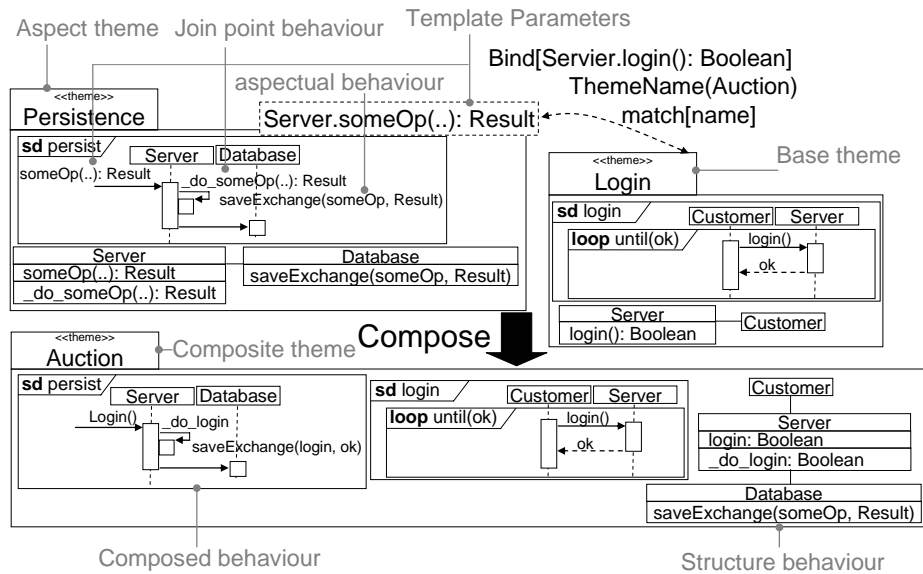 Aspect theme
Join point behaviour
Template Parameters
aspectual behaviour
Bind[Servier.login(): Boolean]
ThemeName(Auction)
match[name]
<<theme>>
Persistence
Server.someOp(..): Result
sd persist
Server
Database
someOp(..): Result
_do_someOp(..): Result
saveExchange(someOp, Result)
Server
someOp(..): Result
_do_someOp(..): Result
Database
saveExchange(someOp, Result)
<<theme>>
Login
Base theme
sd login
Customer
Server
loop until(ok)
login()
ok
Server
login(): Boolean
Customer
Compose
<<theme>>
Auction
Composite theme
sd persist
Server
Database
Login()
_do_login
saveExchange(login, ok)
sd login
Customer
Server
loop until(ok)
login()
ok
Customer
Server
login: Boolean
_do_login: Boolean
Database
saveExchange(someOp, Result)
Composed behaviour
Structure behaviour